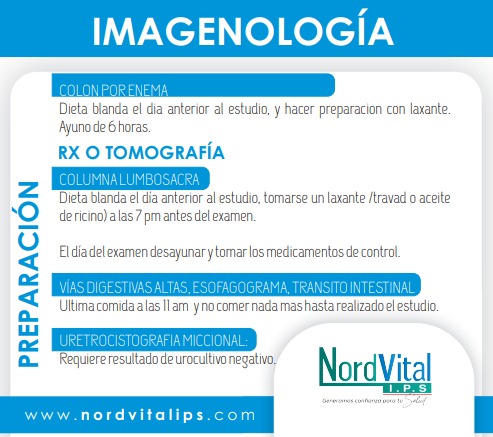 IMAGENOLOGÍA
COLON POR ENEMA
Dieta blanda el dia anterior al estudio, y hacer preparacion con laxante.
Ayuno de 6 horas.
RX O TOMOGRAFÍA
COLUMNA LUMBOSACRA
Dieta blanda el día anterior al estudio, tomarse un laxante /travad o aceite
de ricino) a las 7 pm antes del examen.
El día del examen desayunar y tomar los medicamentos de control.
VÍAS DIGESTIVAS ALTAS, ESOFAGOGRAMA, TRANSITO INTESTINAL
Ultima comida a las 11 am y no comer nada mas hasta realizado el estudio.
URETROCISTOGRAFIA MICCIONAL:
Requiere resultado de urocultivo negativo.
PREPARACIÓN
NordVital
I.P.S
Generamos confianza para tu Salud
www.nordvitalips.com